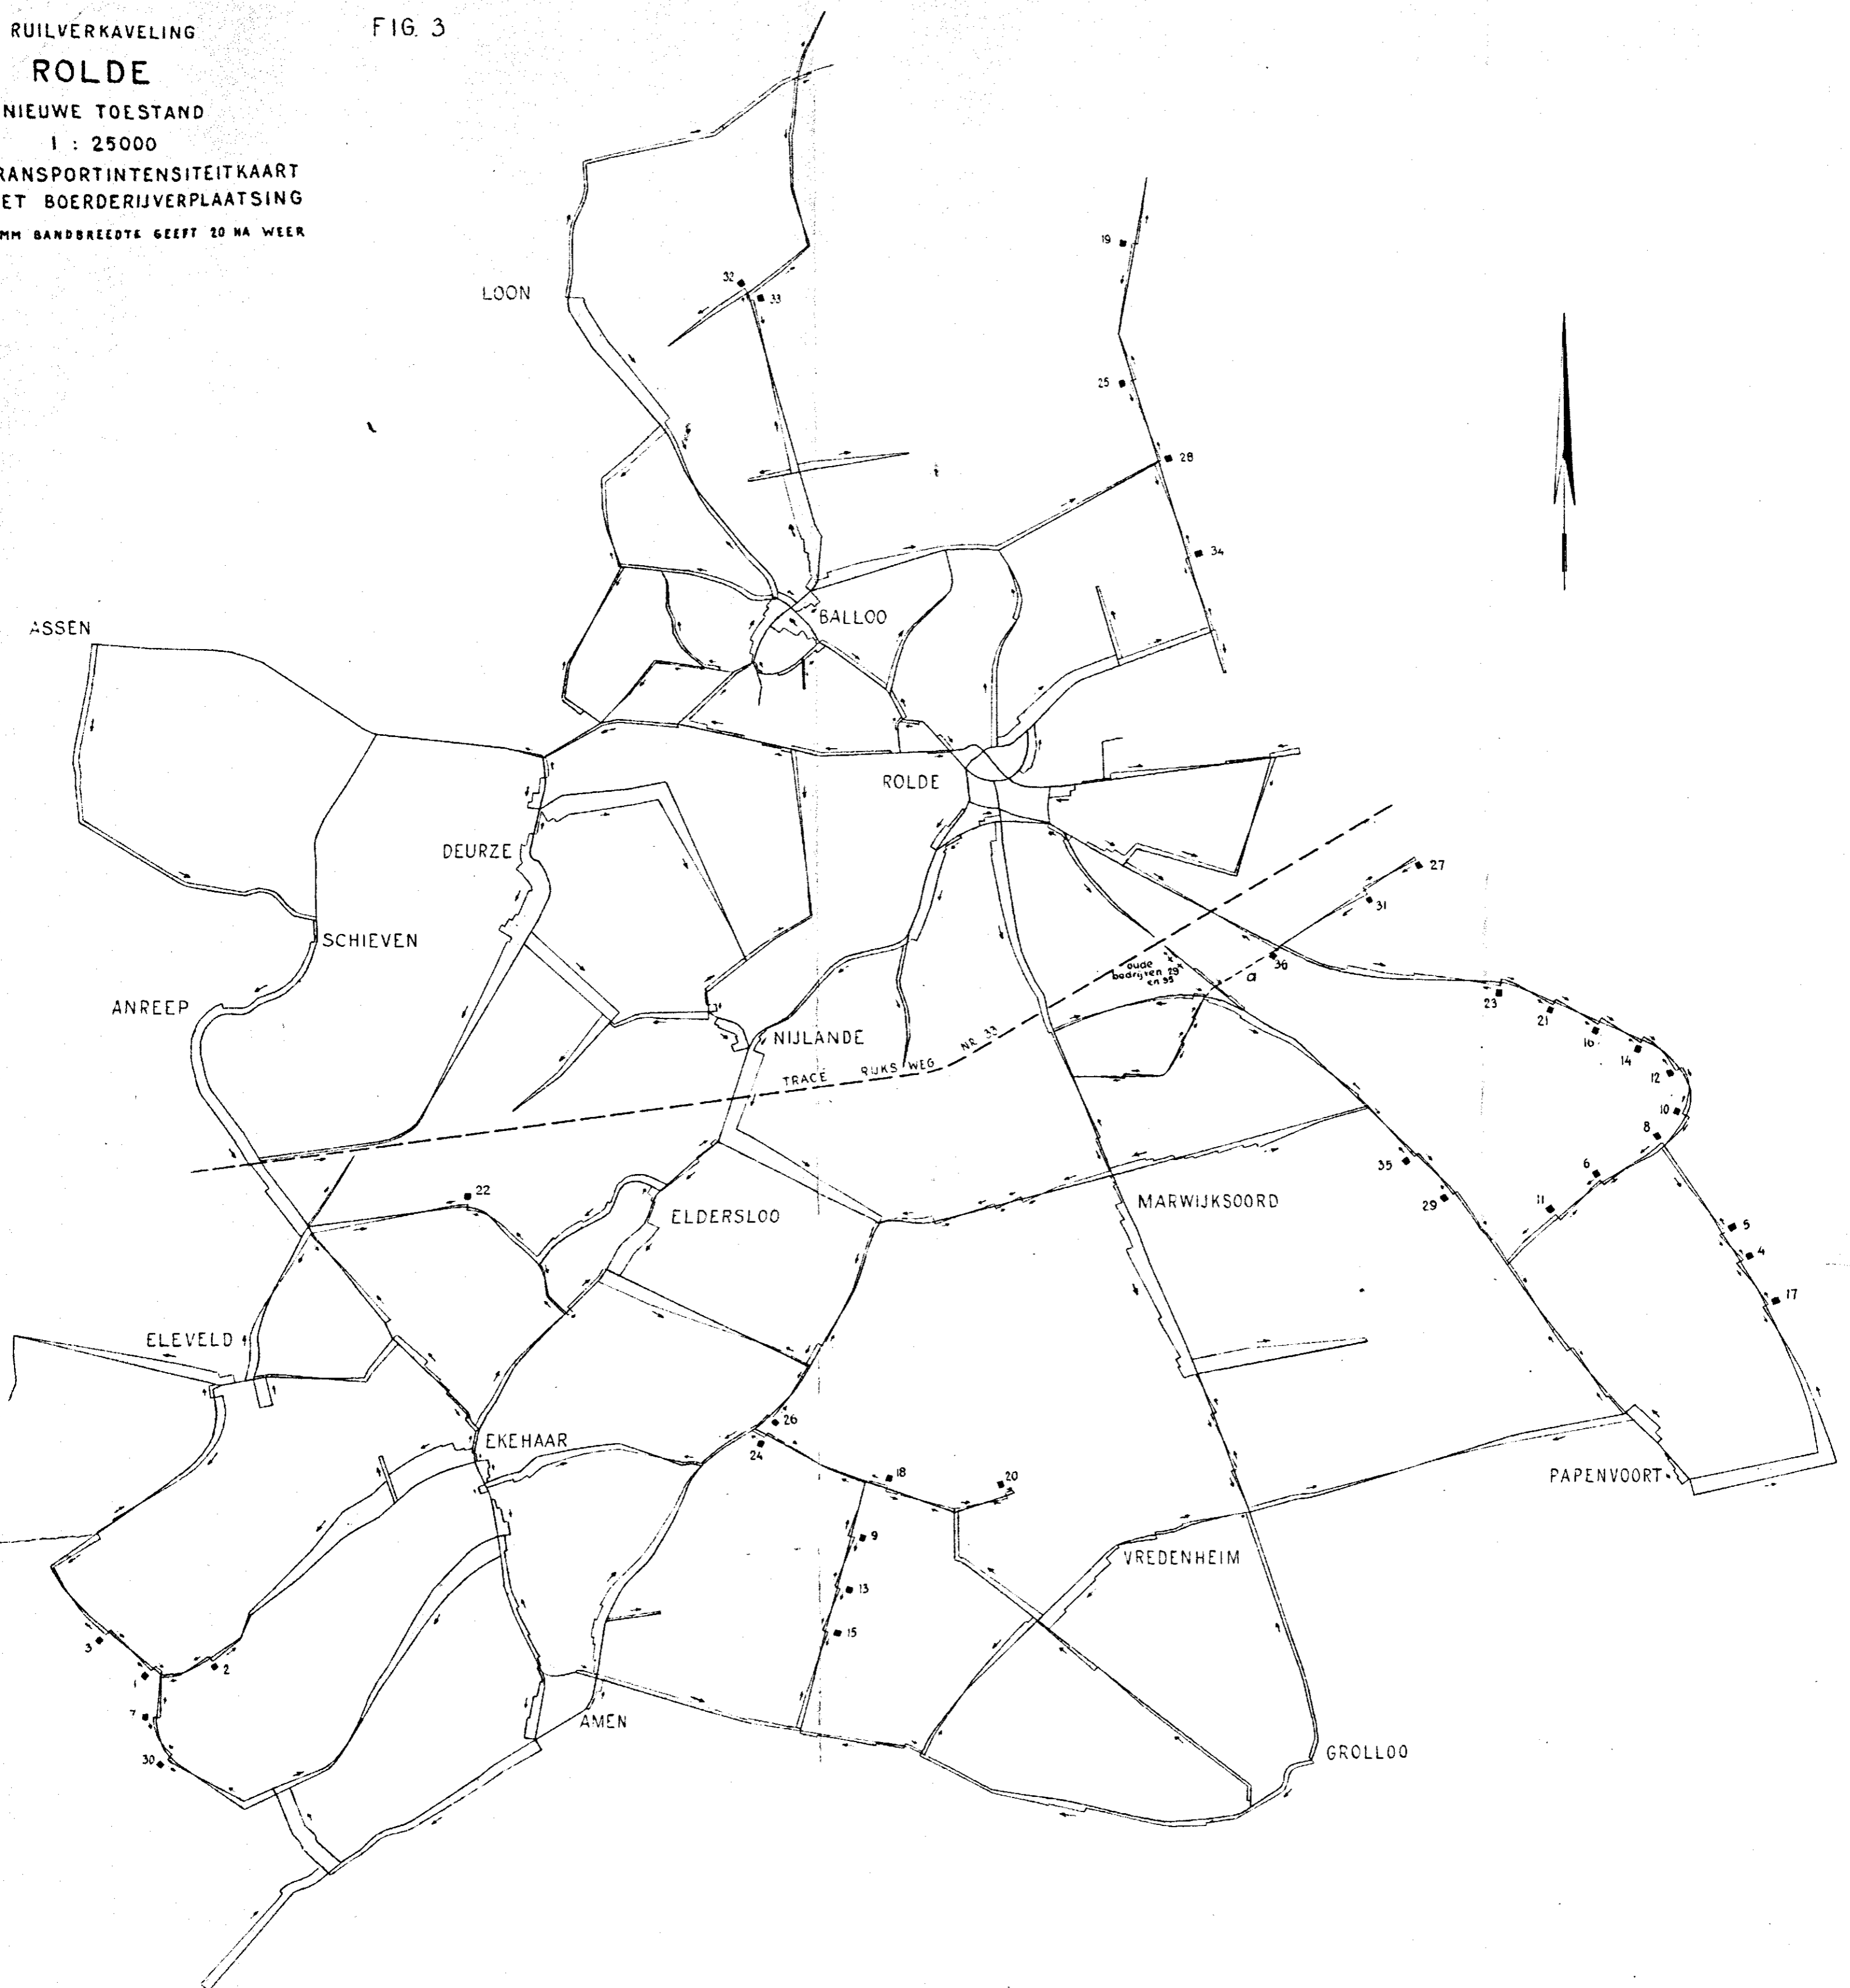 RUILVERKAVELING
ROLDE
NIEUWE TOESTAND
1 : 25000
RANSPORTINTENSITEITKAART
ET BOERDERIJVERPLAATSING
MM BANDBREEDTE GEEFT 20 HA WEER
FIG. 3
19
32
LOON
33
25
28
34
ASSEN
BALLOO
ROLDE
DEURZE
27
31
SCHIEVEN
36
oude
bedrijven 29
en 35
a
23
ANREEP
21
NIJLANDE
16
NR 33
14
TRACÉ RIJKSWEG
12
10
8
35
6
22
29
MARWIJKSOORD
11
ELDERSLOO
5
4
17
ELEVELD
26
EKEHAAR
24
18
20
PAPENVOORT
9
VREDENHEIM
13
15
3
2
1
7
AMEN
30
GROLLOO